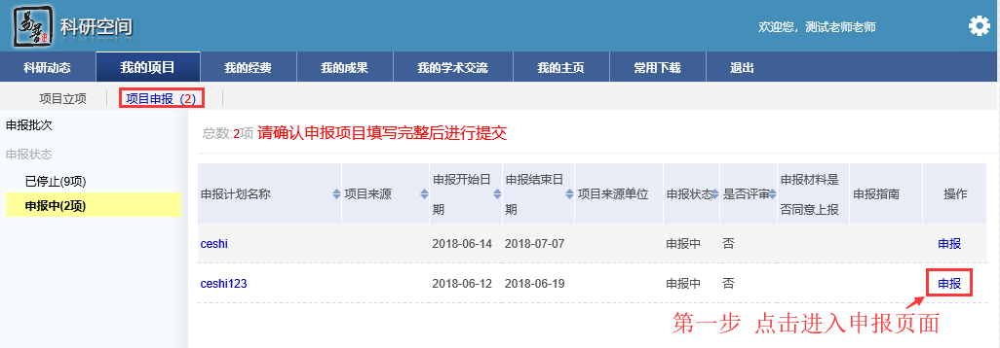 易普 科研空间
欢迎您，测试老师老师
科研动态 我的项目 我的经费 我的成果 我的学术交流 我的主页 常用下载 退出
项目立项 项目申报（2）
申报批次
申报状态
已停止(9项)
申报中(2项)
总数:2项 请确认申报项目填写完整后进行提交
申报计划名称 项目来源 申报开始日期 申报结束日期 项目来源单位 申报状态 是否评审 申报材料是否同意上报 申报指南 操作
ceshi 2018-06-14 2018-07-07 申报中 否 申报
ceshi123 2018-06-12 2018-06-19 申报中 否 申报
第一步 点击进入申报页面